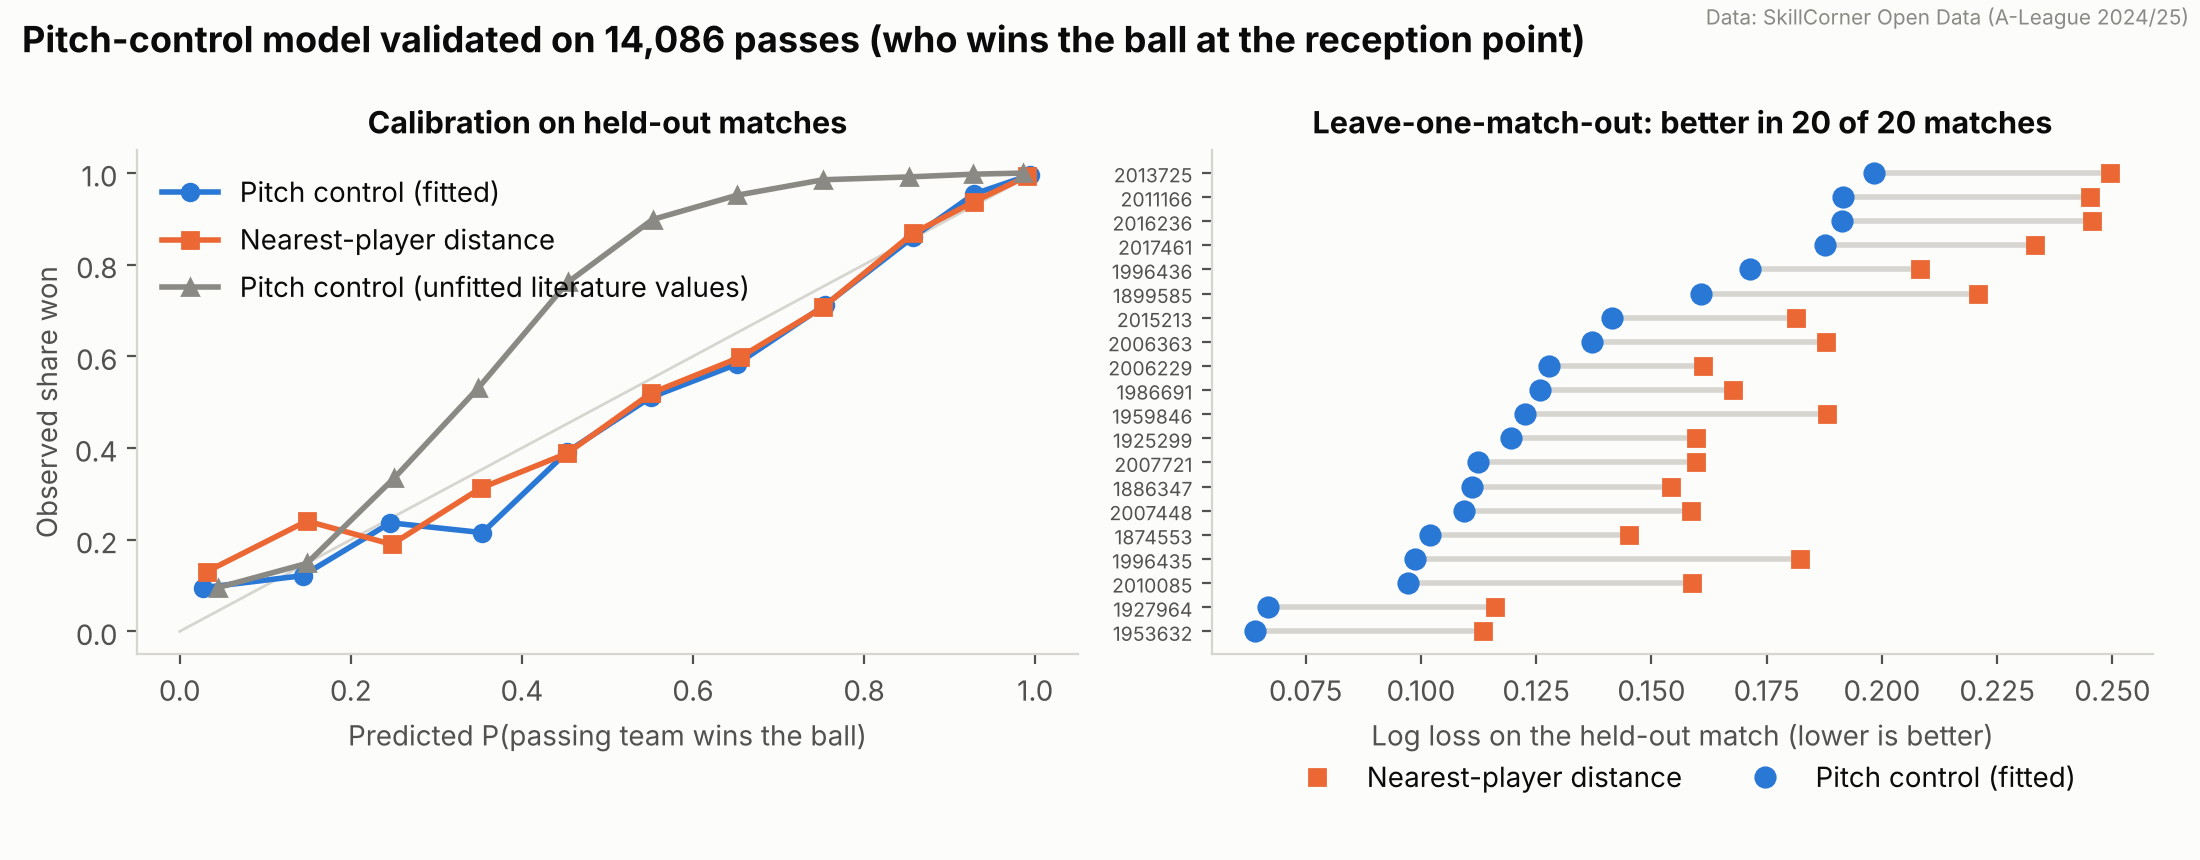 Data: SkillCorner Open Data (A-League 2024/25)
Pitch-control model validated on 14,086 passes (who wins the ball at the reception point)
Calibration on held-out matches
Observed share won
1.0
0.8
0.6
0.4
0.2
0.0
Pitch control (fitted)
Nearest-player distance
Pitch control (unfitted literature values)
0.0 0.2 0.4 0.6 0.8 1.0
Predicted P(passing team wins the ball)
Leave-one-match-out: better in 20 of 20 matches
2013725
2011166
2016236
2017461
1996436
1899585
2015213
2006363
2006229
1986691
1959846
1925299
2007721
1886347
2007448
1874553
1996435
2010085
1927964
1953632
0.075 0.100 0.125 0.150 0.175 0.200 0.225 0.250
Log loss on the held-out match (lower is better)
Nearest-player distance Pitch control (fitted)